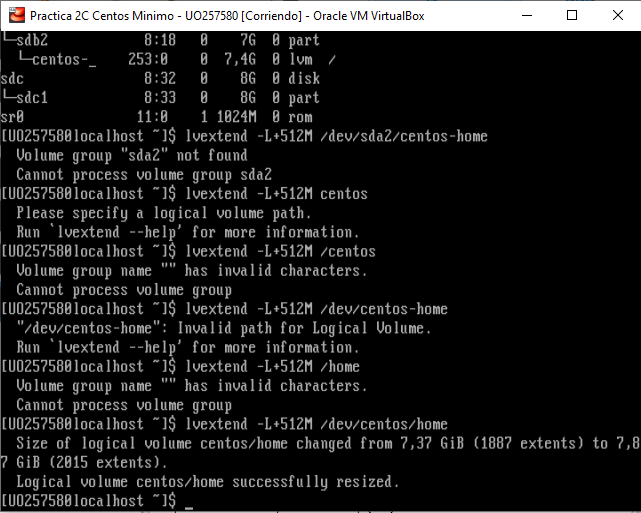 Practica 2C Centos Minimo - UO257580 [Corriendo] - Oracle VM VirtualBox
└─sdb2 8:18 0 7G 0 part
└─centos-_ 253:0 0 7,4G 0 lvm /
sdc 8:32 0 8G 0 disk
└─sdc1 8:33 0 8G 0 part
sr0 11:0 1 1024M 0 rom
[UO257580localhost ~]$ lvextend -L+512M /dev/sda2/centos-home
Volume group "sda2" not found
Cannot process volume group sda2
[UO257580localhost ~]$ lvextend -L+512M centos
Please specify a logical volume path.
Run `lvextend --help' for more information.
[UO257580localhost ~]$ lvextend -L+512M /centos
Volume group name "" has invalid characters.
Cannot process volume group
[UO257580localhost ~]$ lvextend -L+512M /dev/centos-home
"/dev/centos-home": Invalid path for Logical Volume.
Run `lvextend --help' for more information.
[UO257580localhost ~]$ lvextend -L+512M /home
Volume group name "" has invalid characters.
Cannot process volume group
[UO257580localhost ~]$ lvextend -L+512M /dev/centos/home
Size of logical volume centos/home changed from 7,37 GiB (1887 extents) to 7,8
7 GiB (2015 extents).
Logical volume centos/home successfully resized.
[UO257580localhost ~]$ _